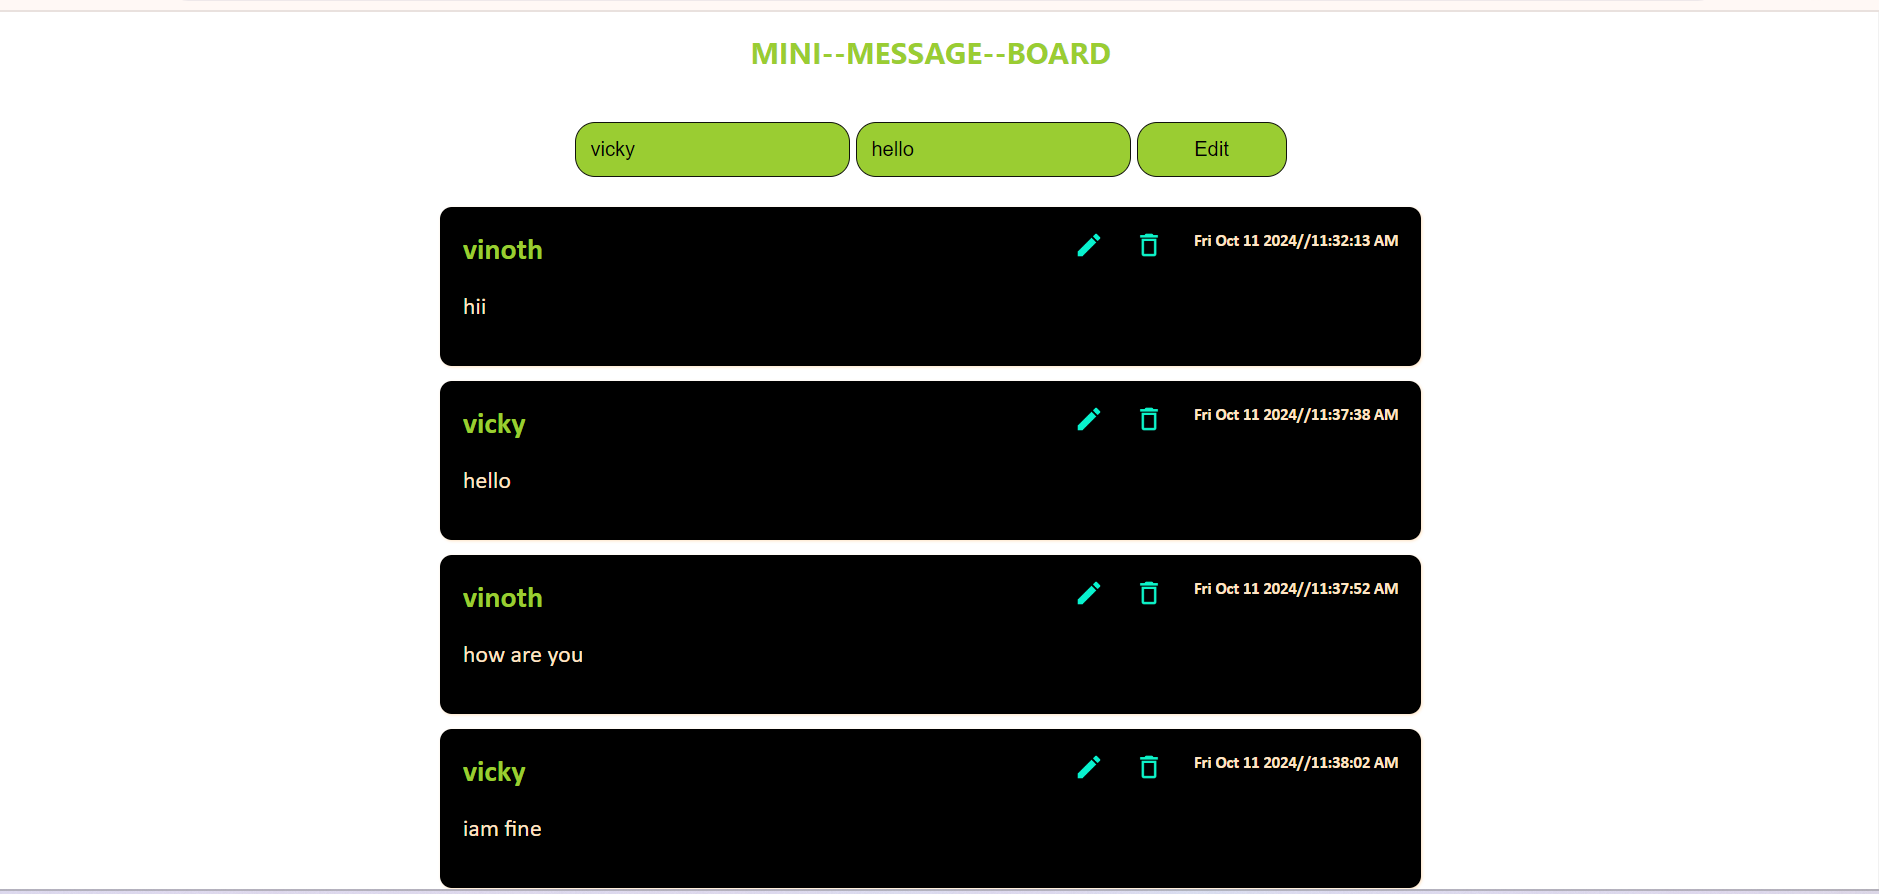 MINI--MESSAGE--BOARD
vicky hello Edit
vinoth Fri Oct 11 2024//11:32:13 AM
hii
vicky Fri Oct 11 2024//11:37:38 AM
hello
vinoth Fri Oct 11 2024//11:37:52 AM
how are you
vicky Fri Oct 11 2024//11:38:02 AM
iam fine